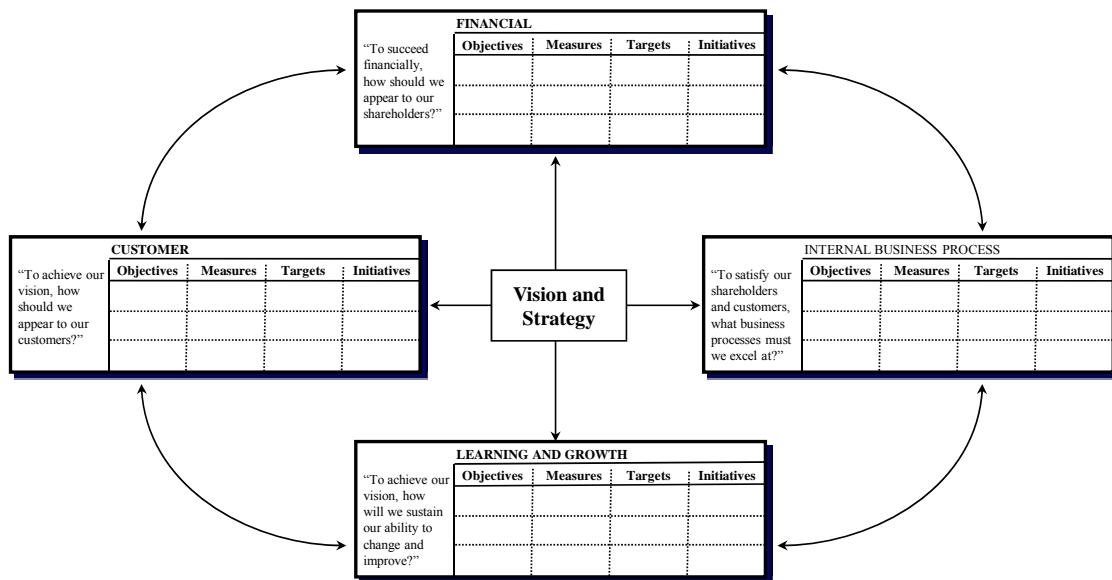 FINANCIAL
“To succeed
financially,
how should we
appear to our
shareholders?”
Objectives Measures Targets Initiatives
CUSTOMER
“To achieve our
vision, how
should we
appear to our
customers?”
Objectives Measures Targets Initiatives
Vision and
Strategy
INTERNAL BUSINESS PROCESS
“To satisfy our
shareholders
and customers,
what business
processes must
we excel at?”
Objectives Measures Targets Initiatives
LEARNING AND GROWTH
“To achieve our
vision, how
will we sustain
our ability to
change and
improve?”
Objectives Measures Targets Initiatives